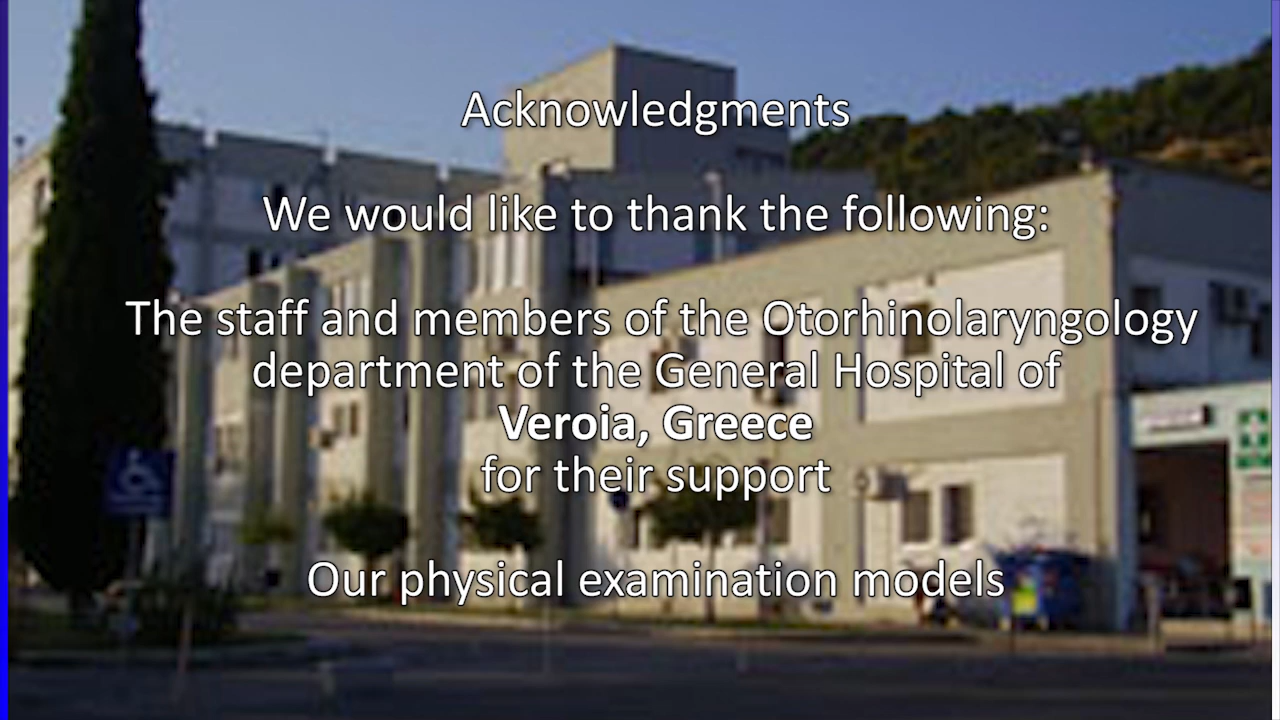 Acknowledgments
We would like to thank the following:
The staff and members of the Otorhinolaryngology
department of the General Hospital of
Veroia, Greece
for their support
Our physical examination models